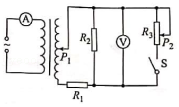 A
~
P₁
R₂
V
R₃
P₂
S
R₁